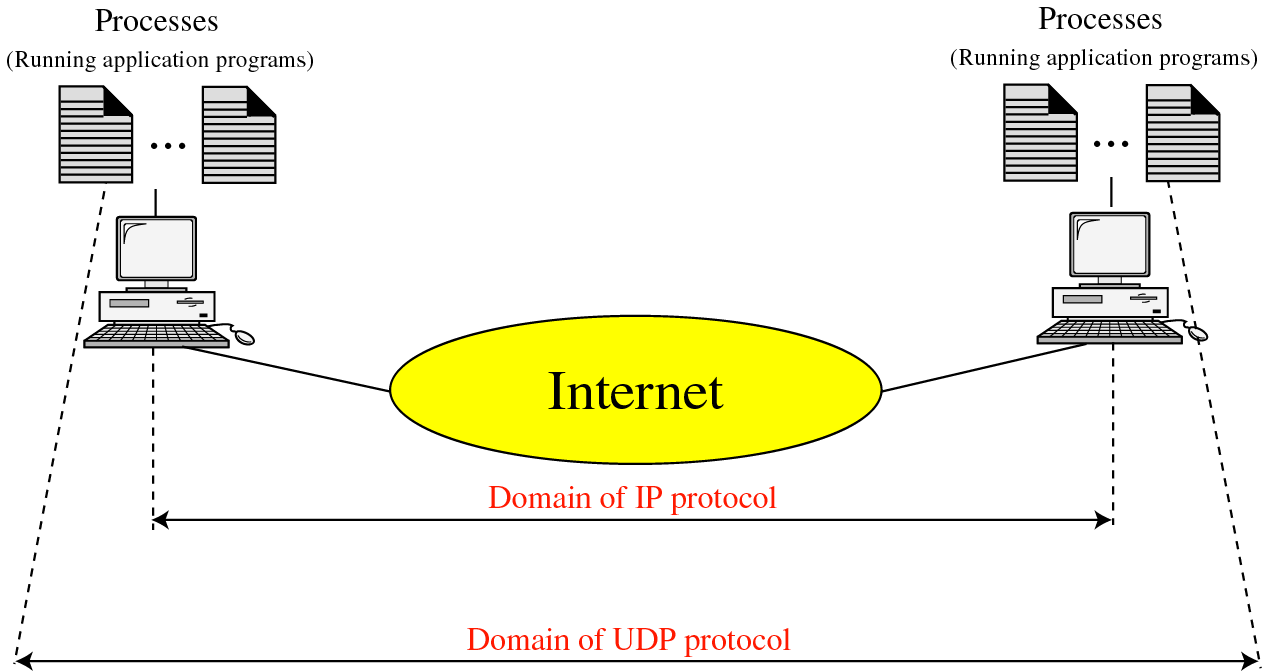 Processes
(Running application programs)
Processes
(Running application programs)
Internet
Domain of IP protocol
Domain of UDP protocol